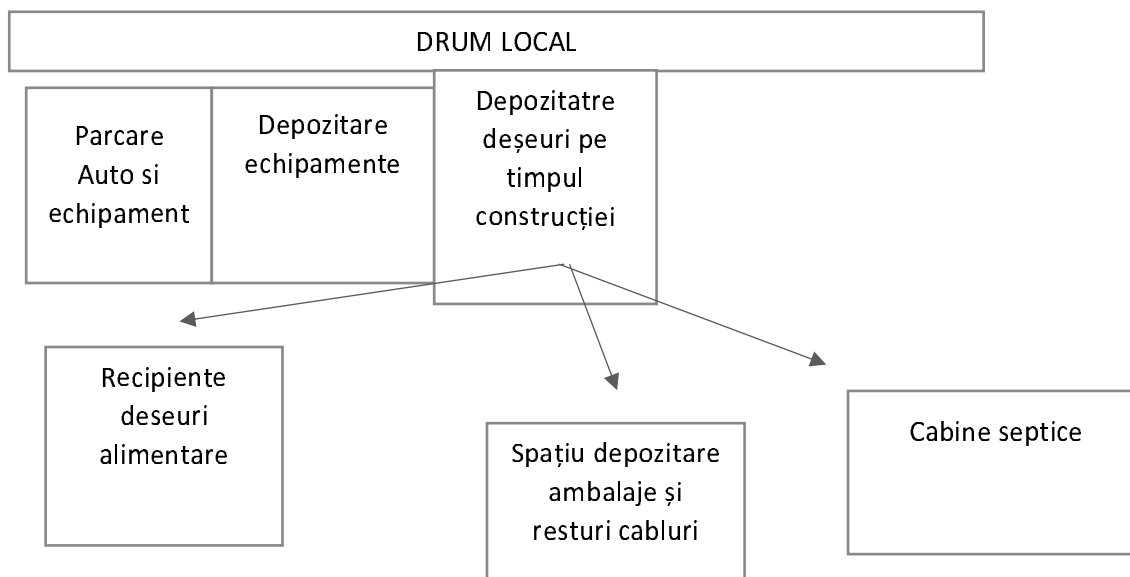 DRUM LOCAL
Parcare
Auto si
echipament
Depozitare
echipamente
Depozitatre
deșeuri pe
timpul
construcției
Recipiente
deseuri
alimentare
Spațiu depozitare
ambalaje și
resturi cabluri
Cabine septice